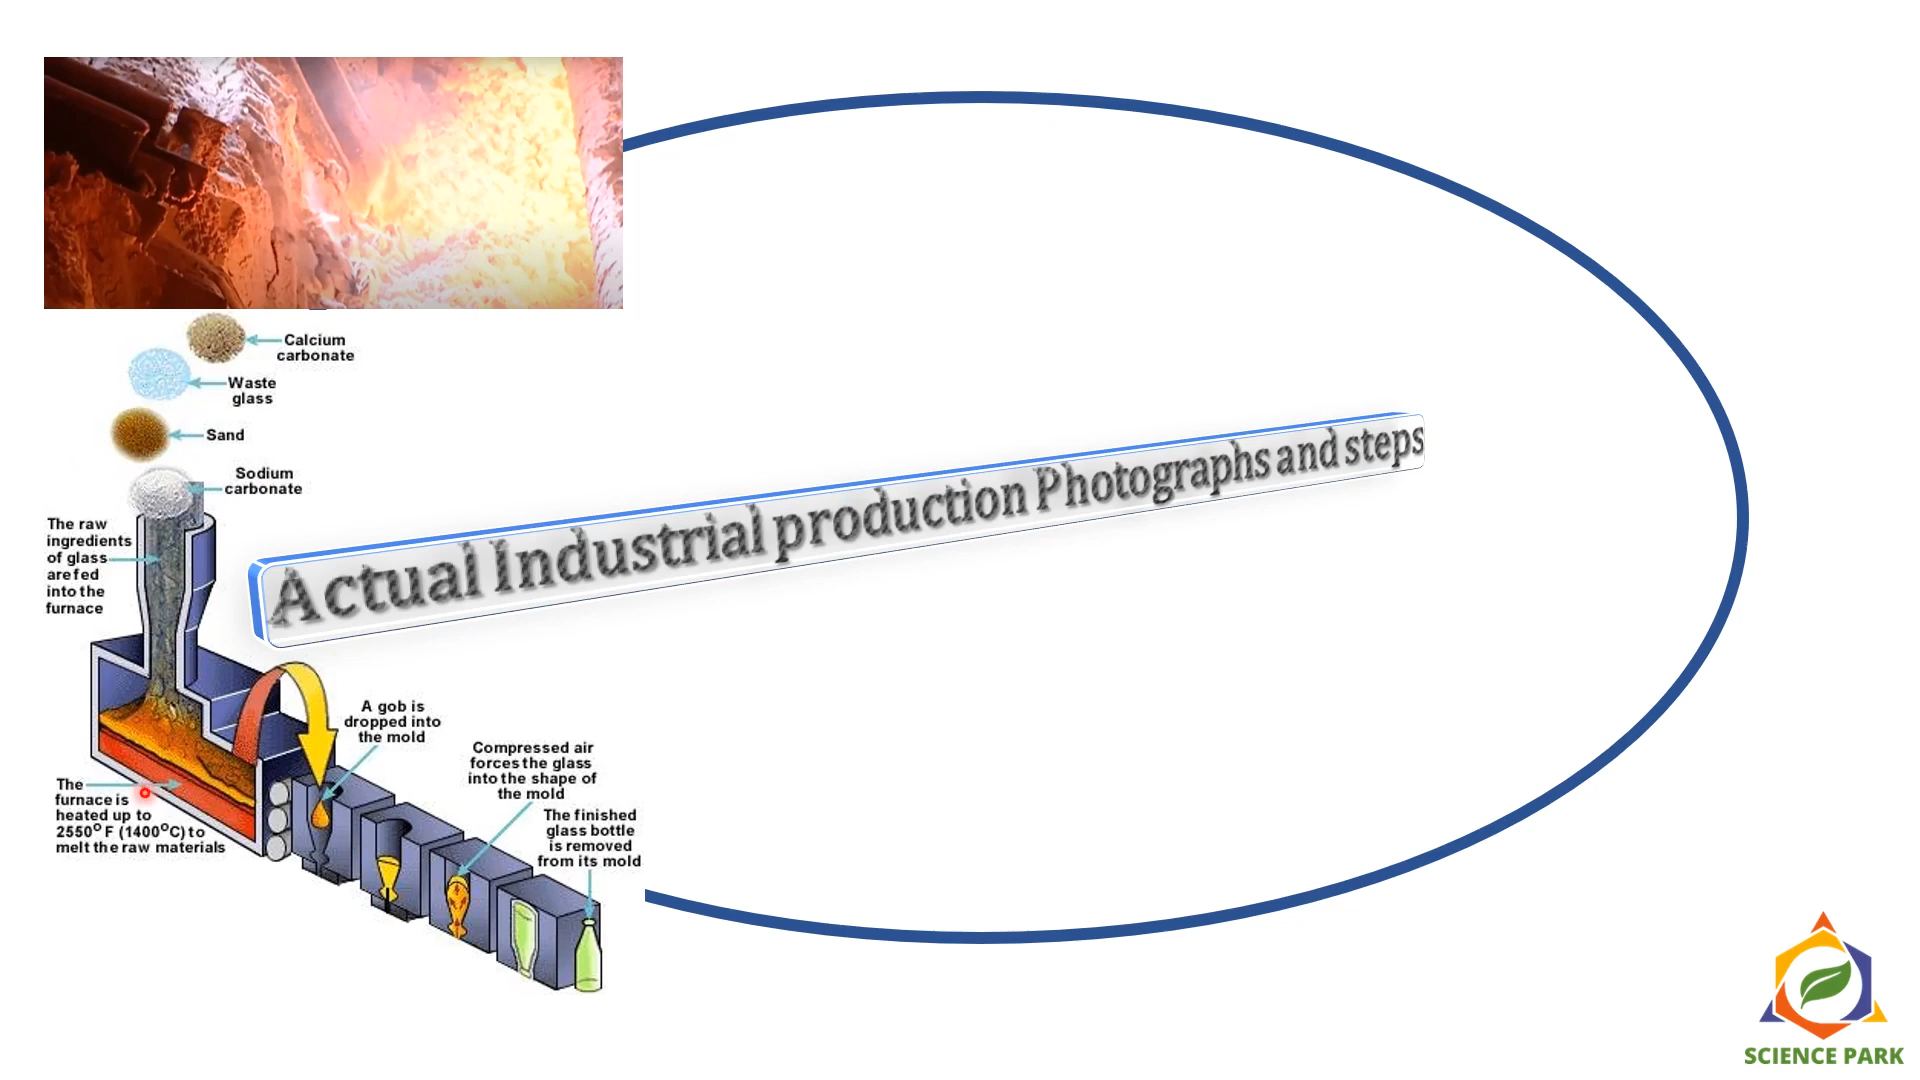 Calcium
carbonate
Waste
glass
Sand
Sodium
carbonate
The raw
ingredients
of glass
are fed
into the
furnace
Actual Industrial production Photographs and steps
A gob is
dropped into
the mold
Compressed air
forces the glass
into the shape of
the mold
The
furnace is
heated up to
2550°F (1400°C) to
melt the raw materials
The finished
glass bottle
is removed
from its mold
SCIENCE PARK